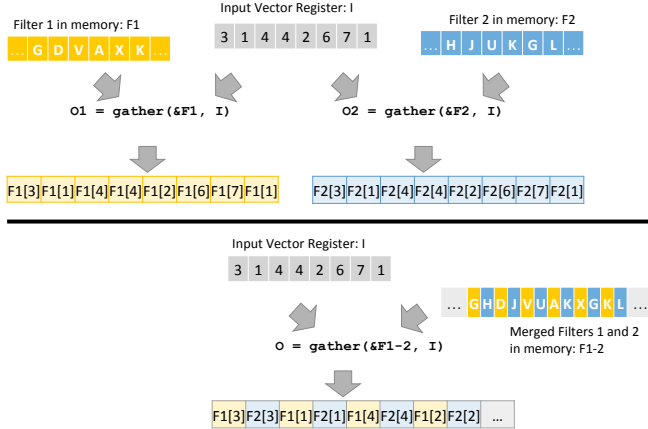 Input Vector Register: I
Filter 1 in memory: F1
Filter 2 in memory: F2
... G D V A X K ...
3 1 4 4 2 6 7 1
... H J U K G L ...
O1 = gather(&F1, I)
O2 = gather(&F2, I)
F1[3] F1[1] F1[4] F1[4] F1[2] F1[6] F1[7] F1[1]
F2[3] F2[1] F2[4] F2[4] F2[2] F2[6] F2[7] F2[1]
Input Vector Register: I
3 1 4 4 2 6 7 1
... G H D J V U A K X G K L ...
Merged Filters 1 and 2
in memory: F1-2
O = gather(&F1-2, I)
F1[3] F2[3] F1[1] F2[1] F1[4] F2[4] F1[2] F2[2] ...